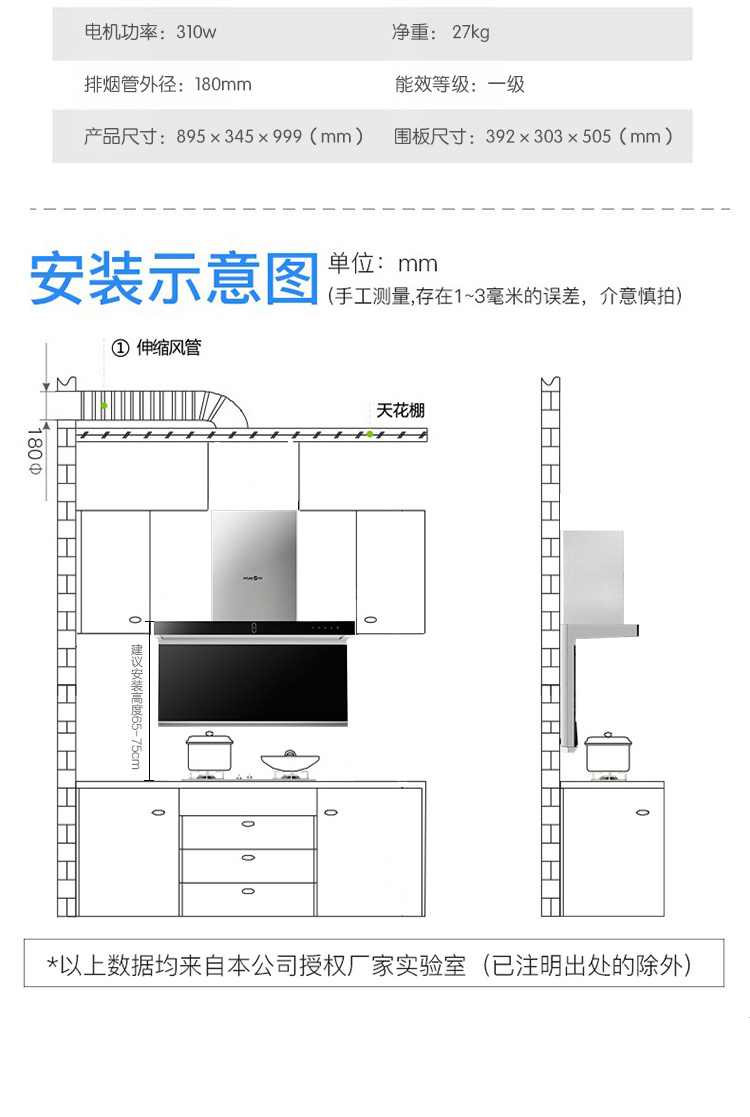 电机功率：310w 净重：27kg
排烟管外径：180mm 能效等级：一级
产品尺寸：895×345×999（mm） 围板尺寸：392×303×505（mm）
安装示意图 单位：mm
(手工测量,存在1~3毫米的误差，介意慎拍)
① 伸缩风管
天花棚
180Φ
建议安装高度65-75cm
*以上数据均来自本公司授权厂家实验室（已注明出处的除外）